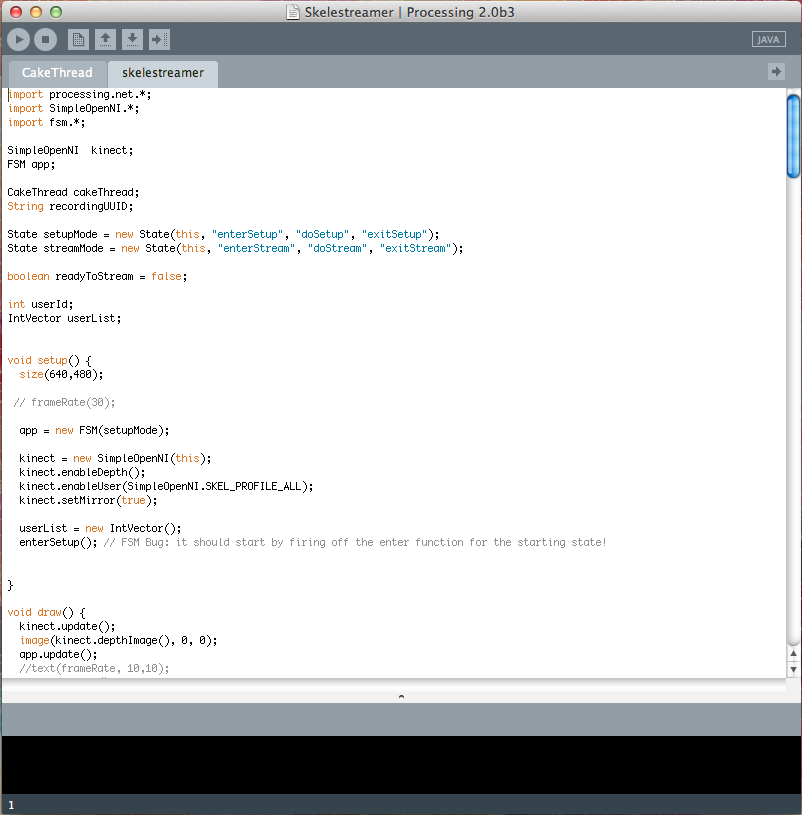 Skelestreamer | Processing 2.0b3
JAVA
CakeThread skelestreamer
import processing.net.*;
import SimpleOpenNI.*;
import fsm.*;
SimpleOpenNI  kinect;
FSM app;
CakeThread cakeThread;
String recordingUUID;
State setupMode = new State(this, "enterSetup", "doSetup", "exitSetup");
State streamMode = new State(this, "enterStream", "doStream", "exitStream");
boolean readyToStream = false;
int userId;
IntVector userList;
void setup() {
  size(640,480);
 // frameRate(30);
  app = new FSM(setupMode);
  kinect = new SimpleOpenNI(this);
  kinect.enableDepth();
  kinect.enableUser(SimpleOpenNI.SKEL_PROFILE_ALL);
  kinect.setMirror(true);
  userList = new IntVector();
  enterSetup(); // FSM Bug: it should start by firing off the enter function for the starting state!
}
void draw() {
  kinect.update();
  image(kinect.depthImage(), 0, 0);
  app.update();
  //text(frameRate, 10,10);
1